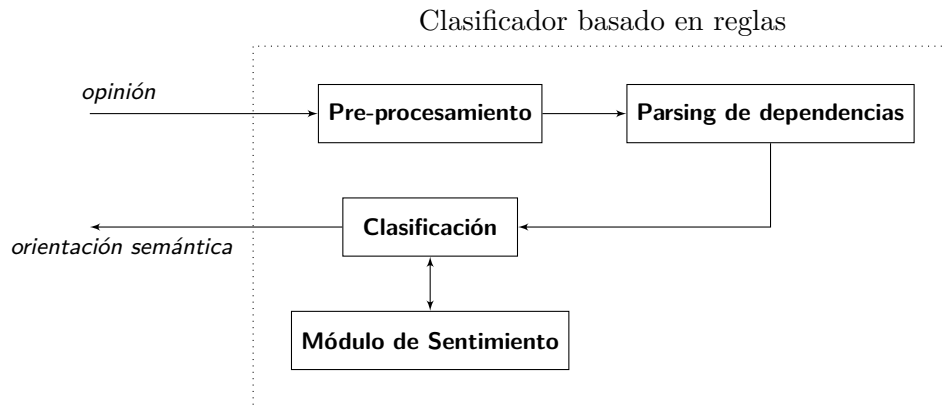 Clasificador basado en reglas
opinión
Pre-procesamiento
Parsing de dependencias
Clasificación
orientación semántica
Módulo de Sentimiento